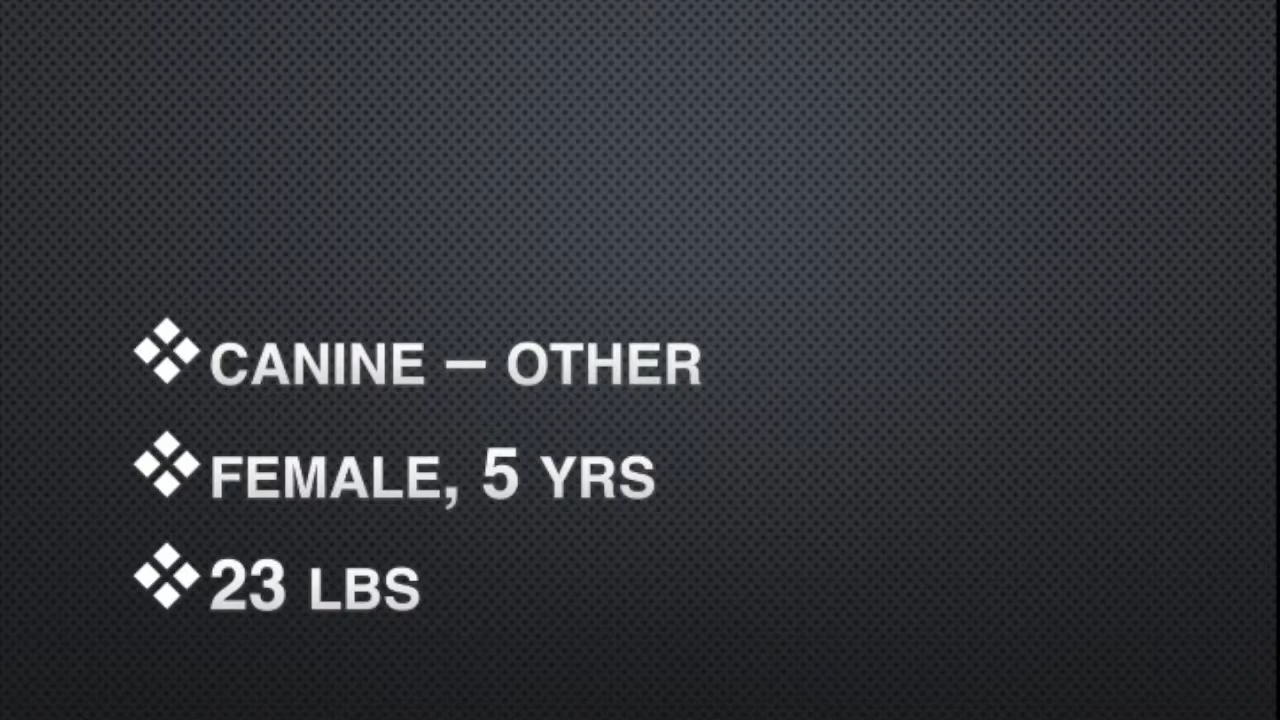 ❖CANINE – OTHER
❖FEMALE, 5 YRS
❖23 LBS